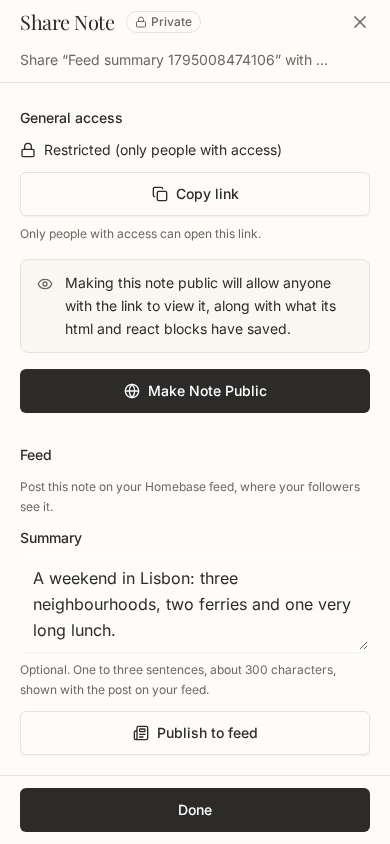 Share Note
Private
Share “Feed summary 1795008474106” with ...
General access
Restricted (only people with access)
Copy link
Only people with access can open this link.
Making this note public will allow anyone
with the link to view it, along with what its
html and react blocks have saved.
Make Note Public
Feed
Post this note on your Homebase feed, where your followers
see it.
Summary
A weekend in Lisbon: three
neighbourhoods, two ferries and one very
long lunch.
Optional. One to three sentences, about 300 characters,
shown with the post on your feed.
Publish to feed
Done